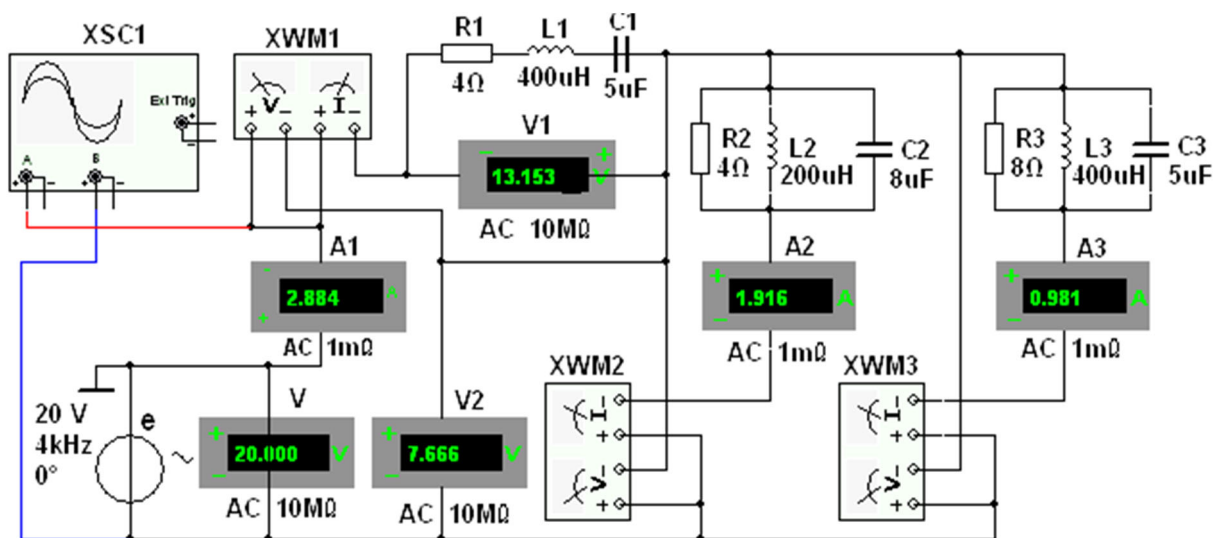 XSC1
XWM1
R1
L1
C1
4Ω
400uH
5uF
Ext Trig
V I
A B
V1
13.153 V
AC 10MΩ
R2
4Ω
L2
200uH
C2
8uF
R3
8Ω
L3
400uH
C3
5uF
A1
2.884 A
AC 1mΩ
A2
1.916 A
AC 1mΩ
A3
0.981 A
AC 1mΩ
XWM2
I
V
XWM3
I
V
20 V
4kHz
0°
e
V
20.000 V
AC 10MΩ
V2
7.666 V
AC 10MΩ